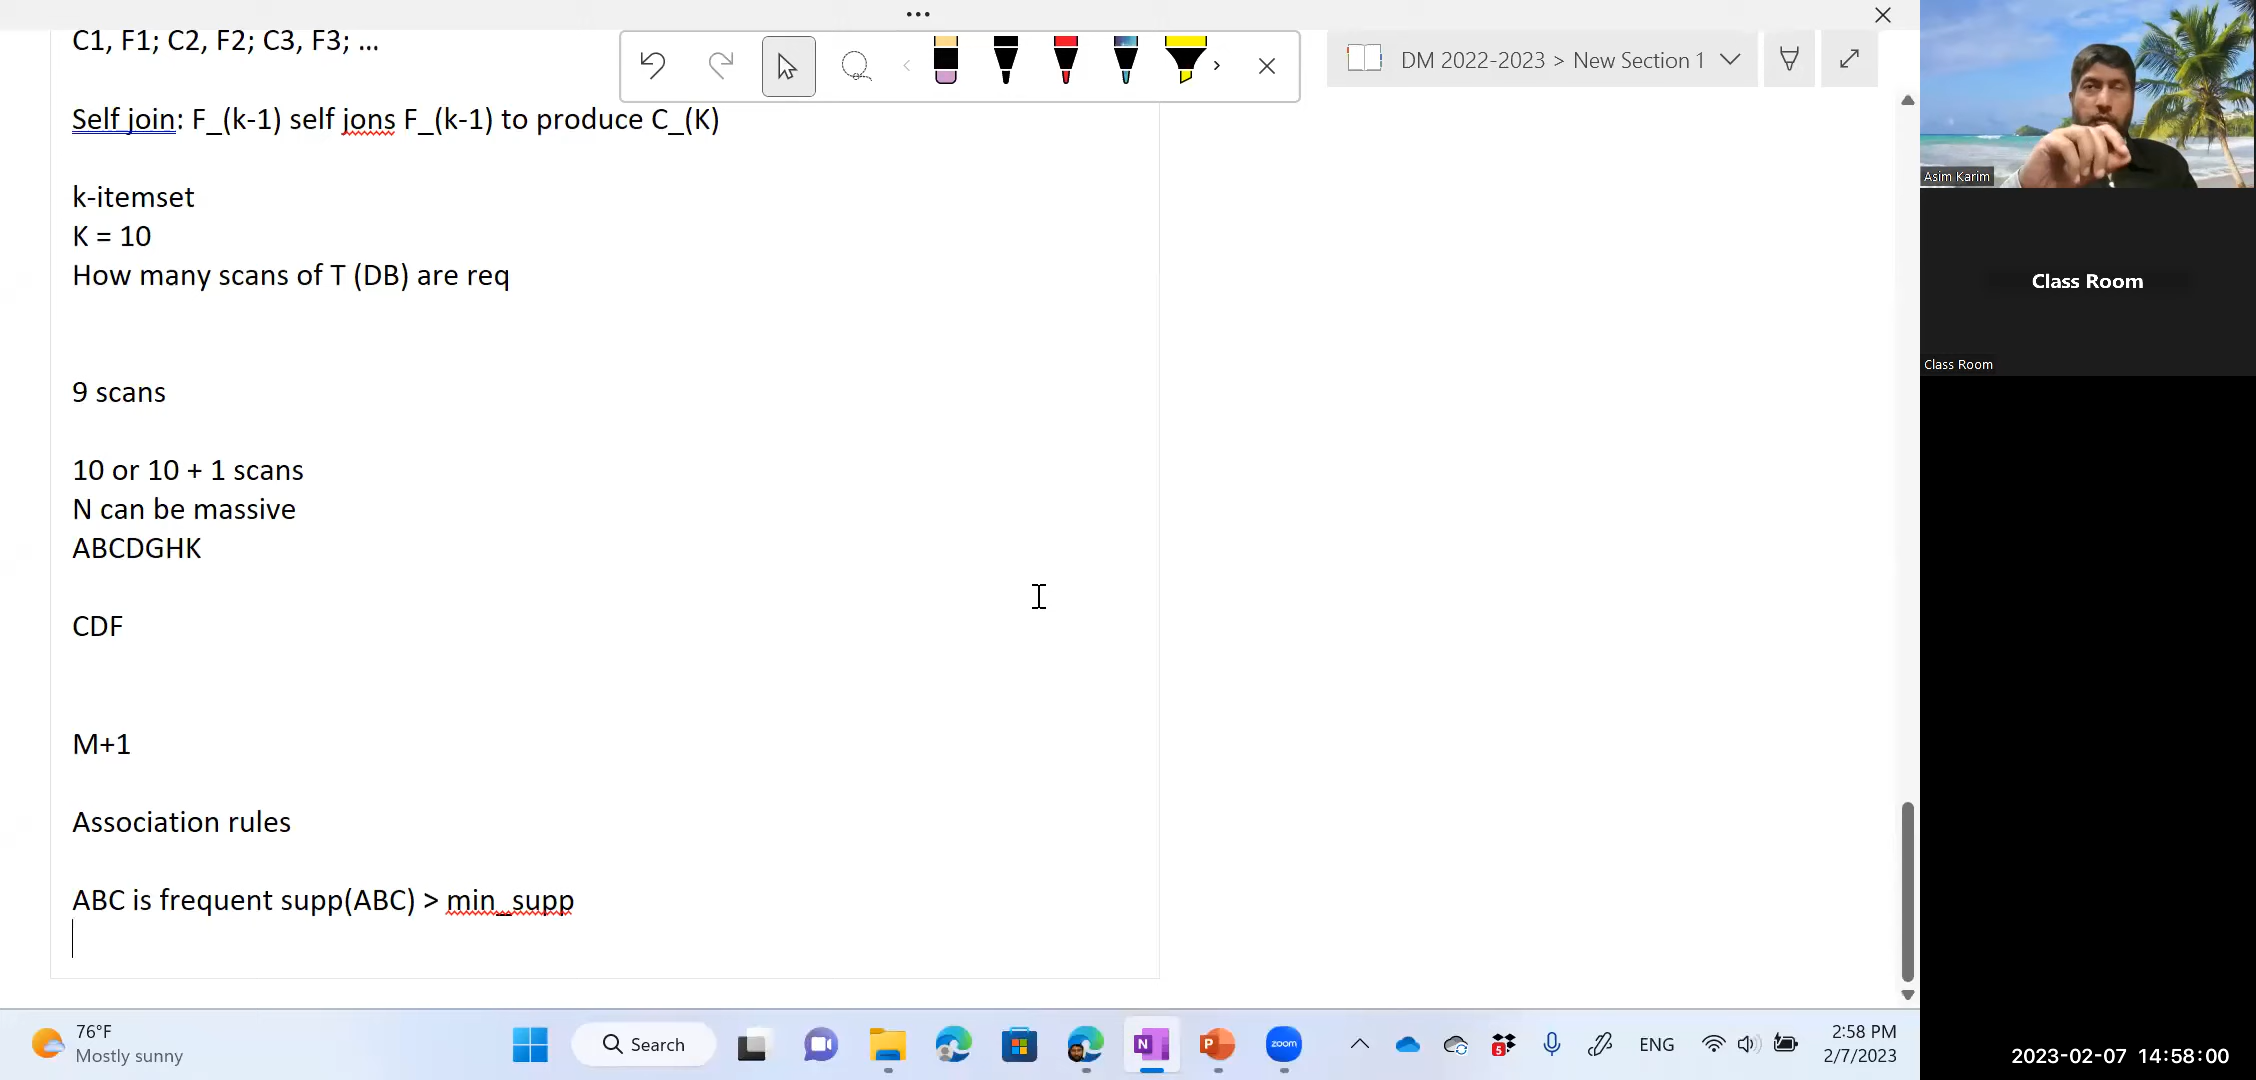 C1, F1; C2, F2; C3, F3; ...
DM 2022-2023 > New Section 1
Self join: F_(k-1) self jons F_(k-1) to produce C_(K)
k-itemset
K = 10
How many scans of T (DB) are req
9 scans
10 or 10 + 1 scans
N can be massive
ABCDGHK
CDF
M+1
Association rules
ABC is frequent supp(ABC) > min_supp
Asim Karim
Class Room
Class Room
76°F
Mostly sunny
Search
N
P
zoom
5
ENG
2:58 PM
2/7/2023
2023-02-07 14:58:00